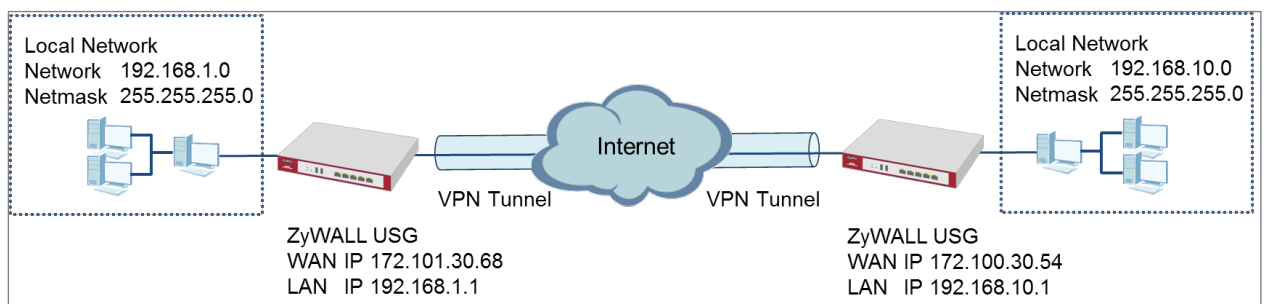 Local Network
Network 192.168.1.0
Netmask 255.255.255.0
Local Network
Network 192.168.10.0
Netmask 255.255.255.0
Internet
VPN Tunnel
VPN Tunnel
ZyWALL USG
WAN IP 172.101.30.68
LAN IP 192.168.1.1
ZyWALL USG
WAN IP 172.100.30.54
LAN IP 192.168.10.1